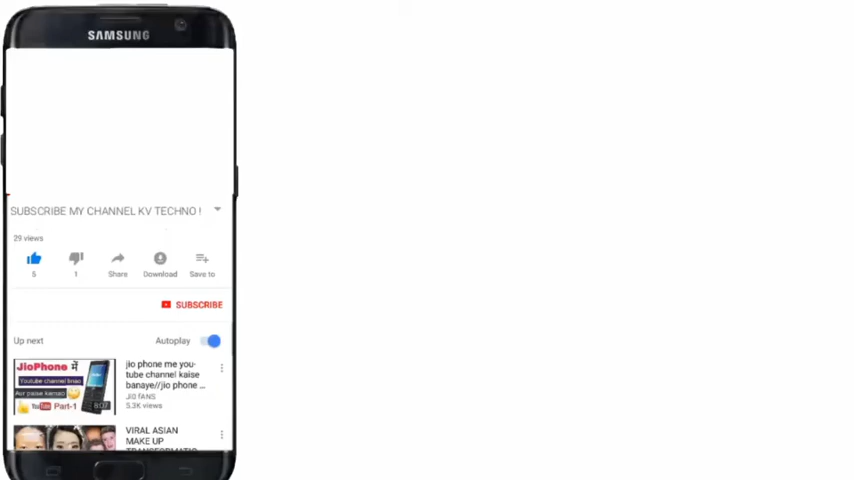 SAMSUNG
SUBSCRIBE MY CHANNEL KV TECHNO !
29 views
5
1
Share
Download
Save to
SUBSCRIBE
Up next
Autoplay
JioPhone में
Youtube channel bnao
Aur paise kamao
YouTube Part-1
8:07
jio phone me you-
tube channel kaise
banaye//jio phone ...
Jio FANS
5.3K views
VIRAL ASIAN
MAKE UP
TRANSFORMATIO